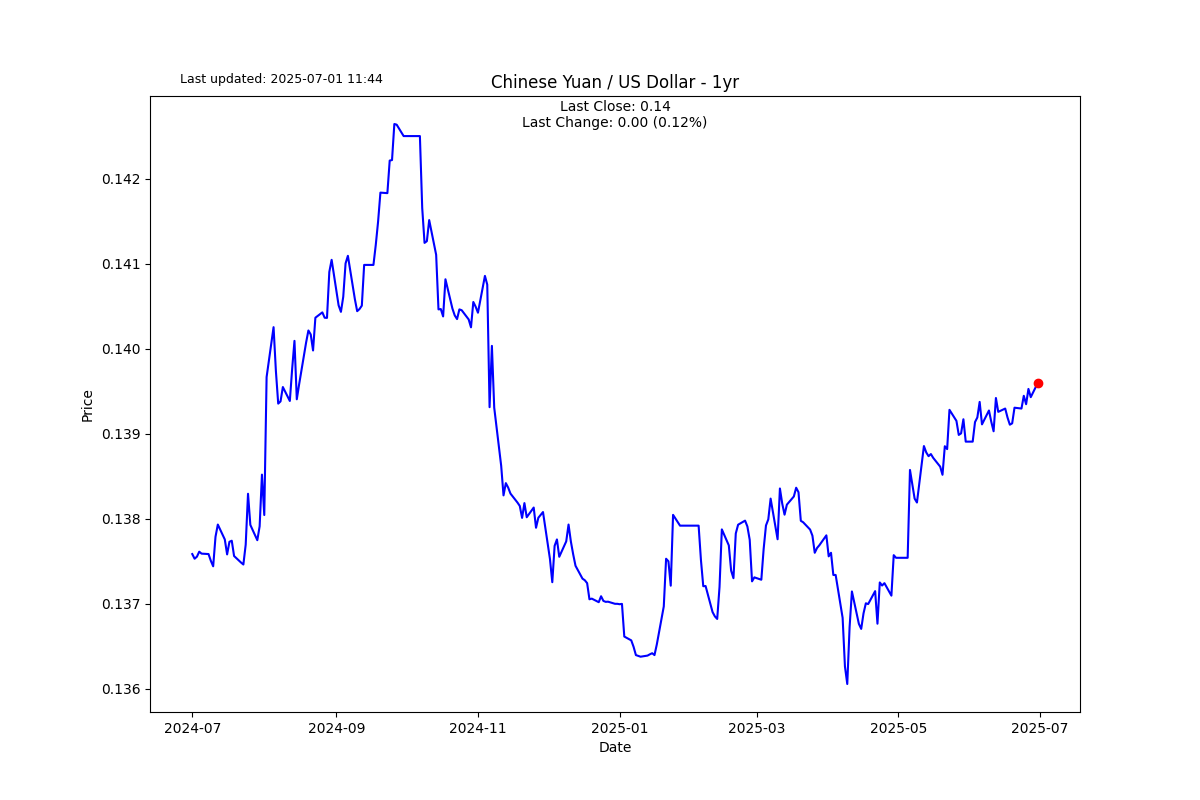 Last updated: 2025-07-01 11:44
Chinese Yuan / US Dollar - 1yr
Last Close: 0.14
Last Change: 0.00 (0.12%)
Price
0.142
0.141
0.140
0.139
0.138
0.137
0.136
2024-07
2024-09
2024-11
2025-01
2025-03
2025-05
2025-07
Date